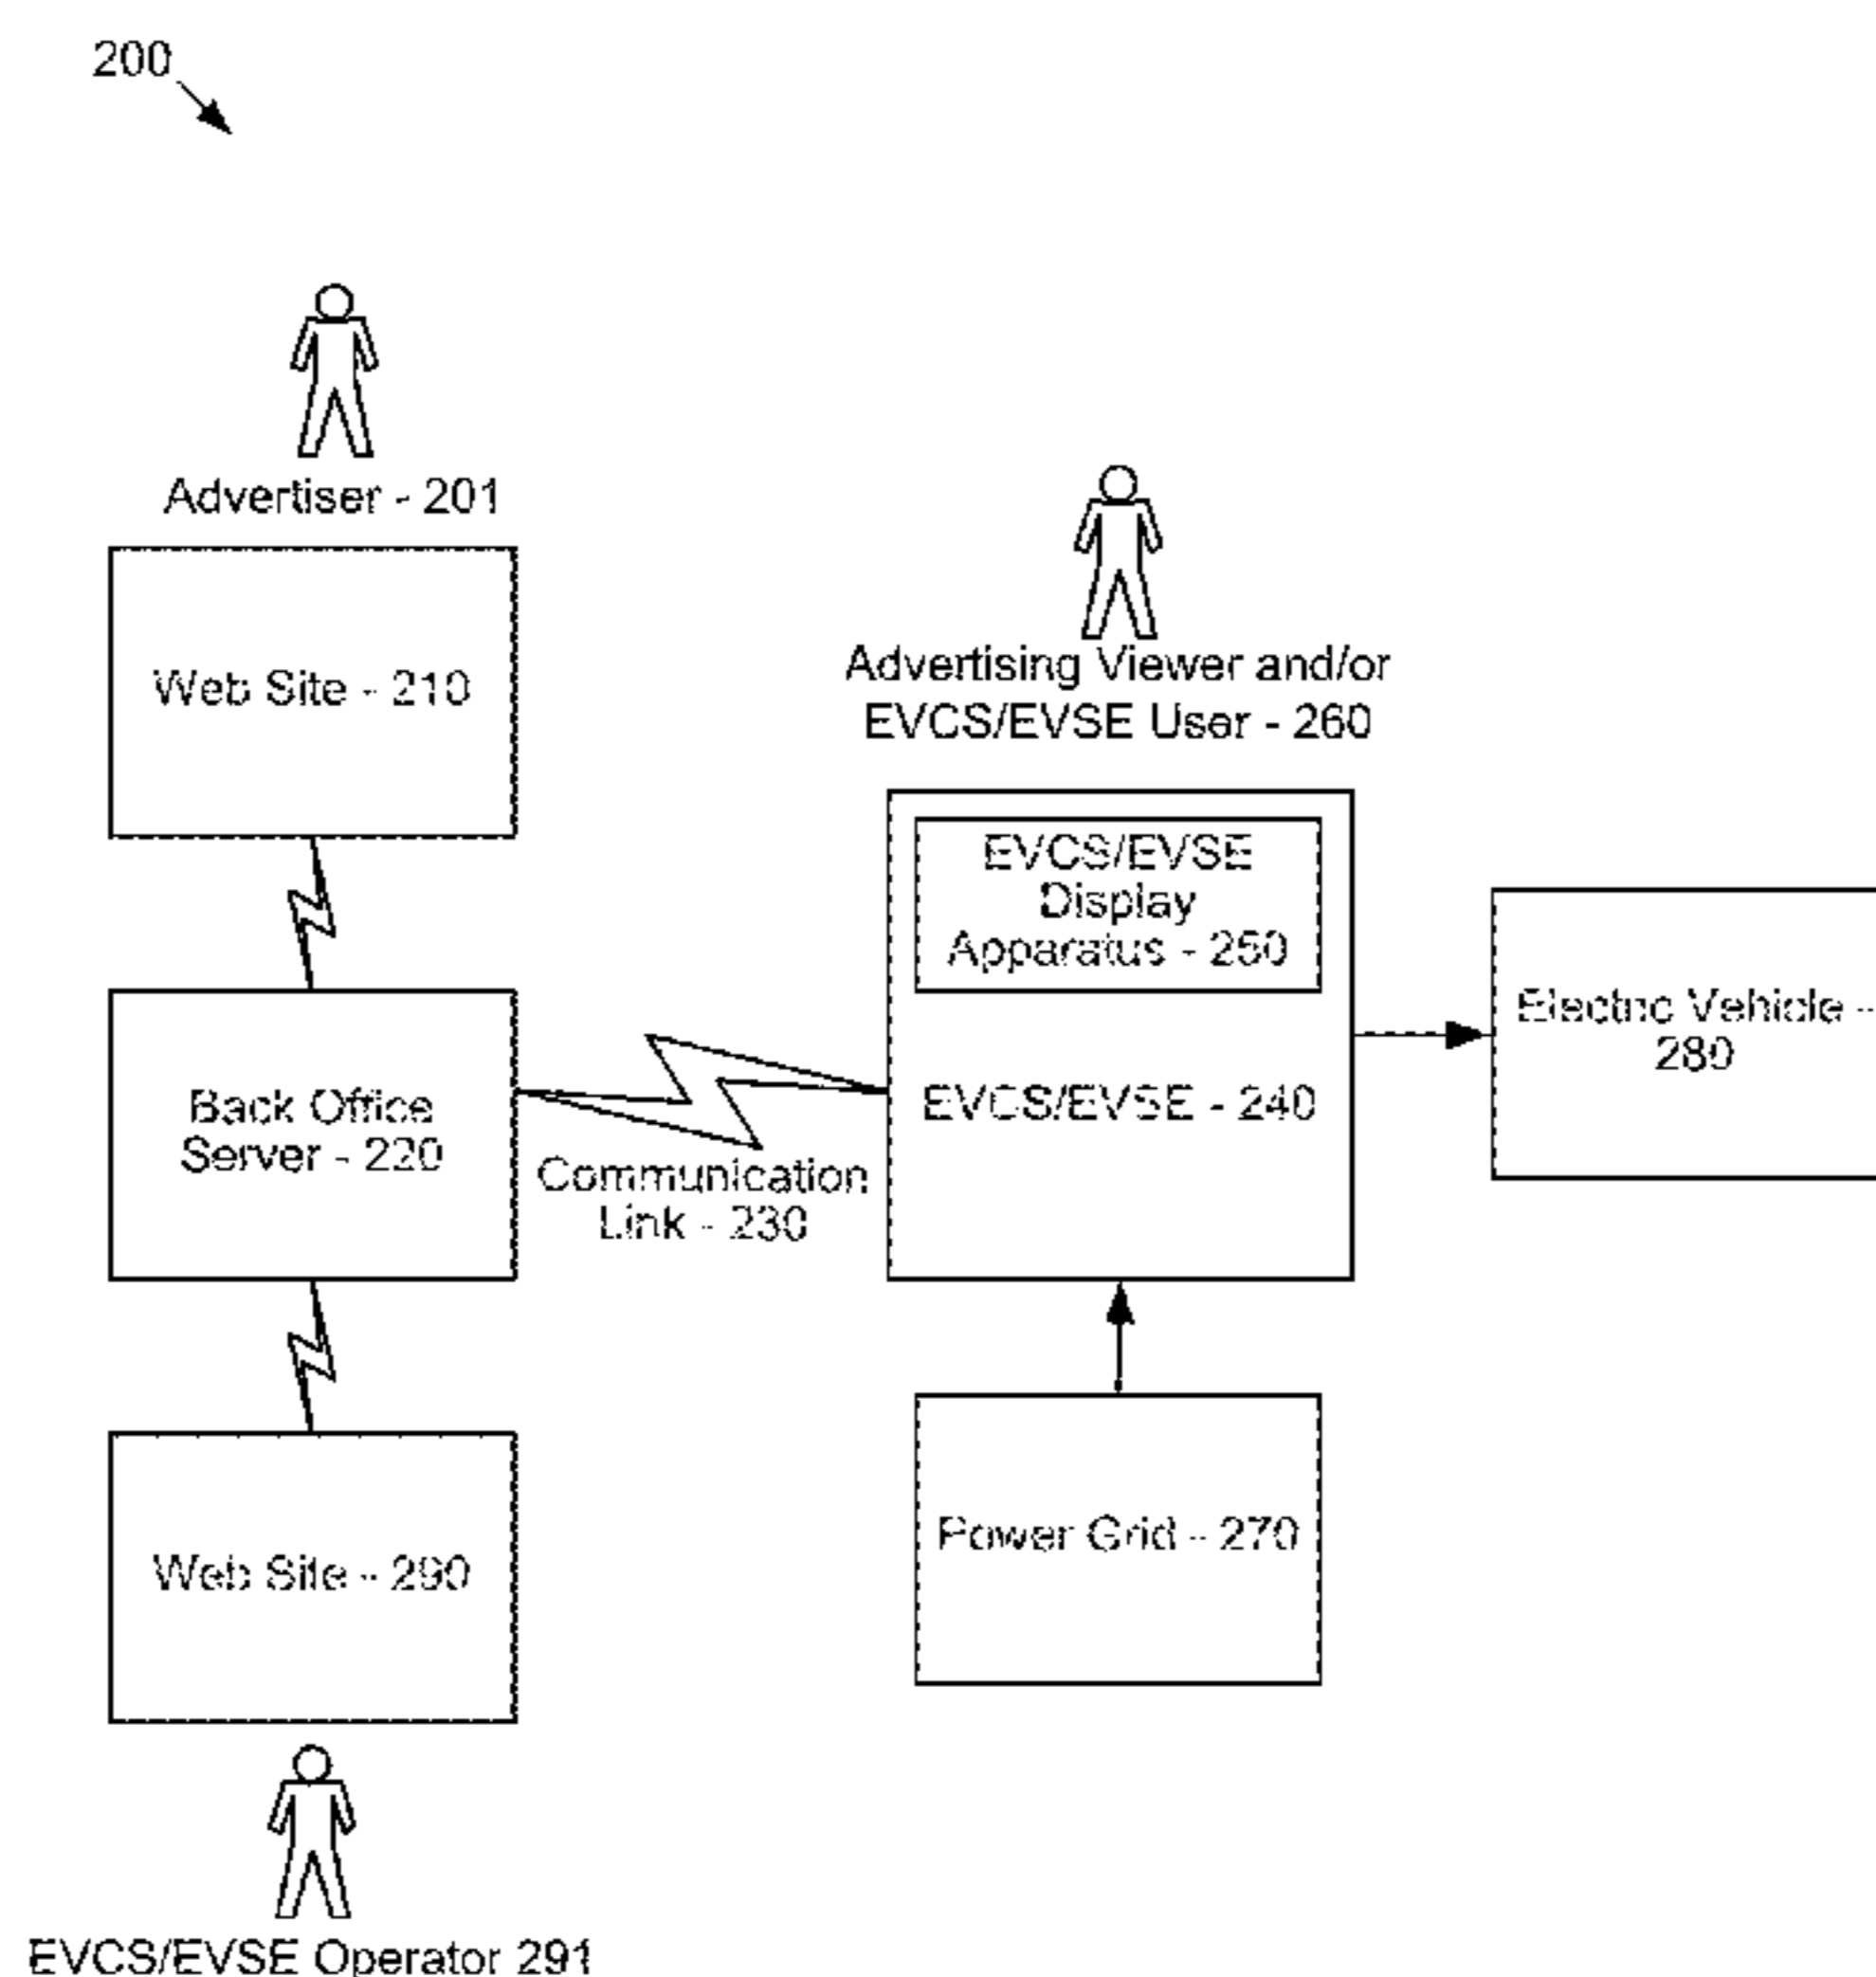 200
Advertiser - 201
Web Site - 210
Advertising Viewer and/or
EVCS/EVSE User - 260
EVCS/EVSE
Display
Apparatus - 250
Electric Vehicle -
280
Back Office
Server - 220
EVCS/EVSE - 240
Communication
Link - 230
Web Site - 290
Power Grid - 270
EVCS/EVSE Operator 291